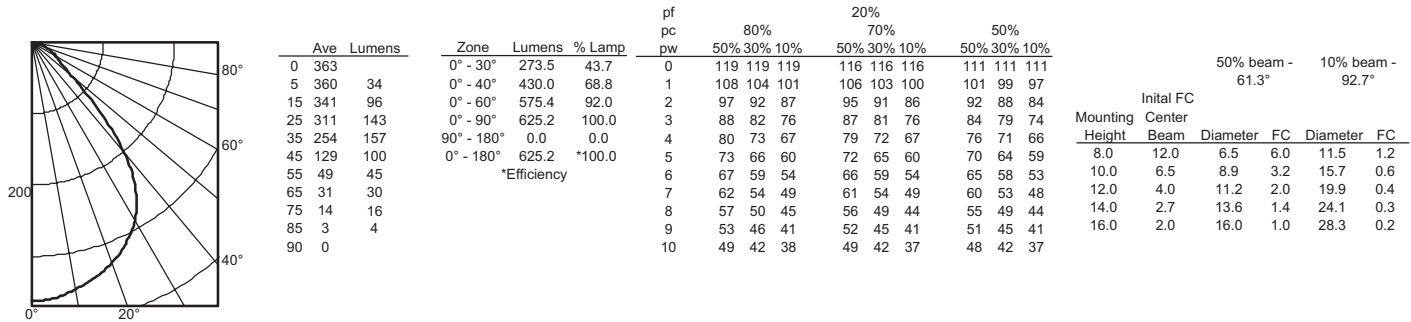 80°
60°
40°
200
0°
20°
Ave Lumens
0 363
5 360 34
15 341 96
25 311 143
35 254 157
45 129 100
55 49 45
65 31 30
75 14 16
85 3 4
90 0
Zone Lumens % Lamp
0° - 30° 273.5 43.7
0° - 40° 430.0 68.8
0° - 60° 575.4 92.0
0° - 90° 625.2 100.0
90° - 180° 0.0 0.0
0° - 180° 625.2 *100.0
*Efficiency
pf 20%
pc 80% 70% 50%
pw 50% 30% 10% 50% 30% 10% 50% 30% 10%
0 119 119 119 116 116 116 111 111 111
1 108 104 101 106 103 100 101 99 97
2 97 92 87 95 91 86 92 88 84
3 88 82 76 87 81 76 84 79 74
4 80 73 67 79 72 67 76 71 66
5 73 66 60 72 65 60 70 64 59
6 67 59 54 66 59 54 65 58 53
7 62 54 49 61 54 49 60 53 48
8 57 50 45 56 49 44 55 49 44
9 53 46 41 52 45 41 51 45 41
10 49 42 38 49 42 37 48 42 37
50% beam - 10% beam -
61.3° 92.7°
Inital FC
Mounting Center
Height Beam Diameter FC Diameter FC
8.0 12.0 6.5 6.0 11.5 1.2
10.0 6.5 8.9 3.2 15.7 0.6
12.0 4.0 11.2 2.0 19.9 0.4
14.0 2.7 13.6 1.4 24.1 0.3
16.0 2.0 16.0 1.0 28.3 0.2